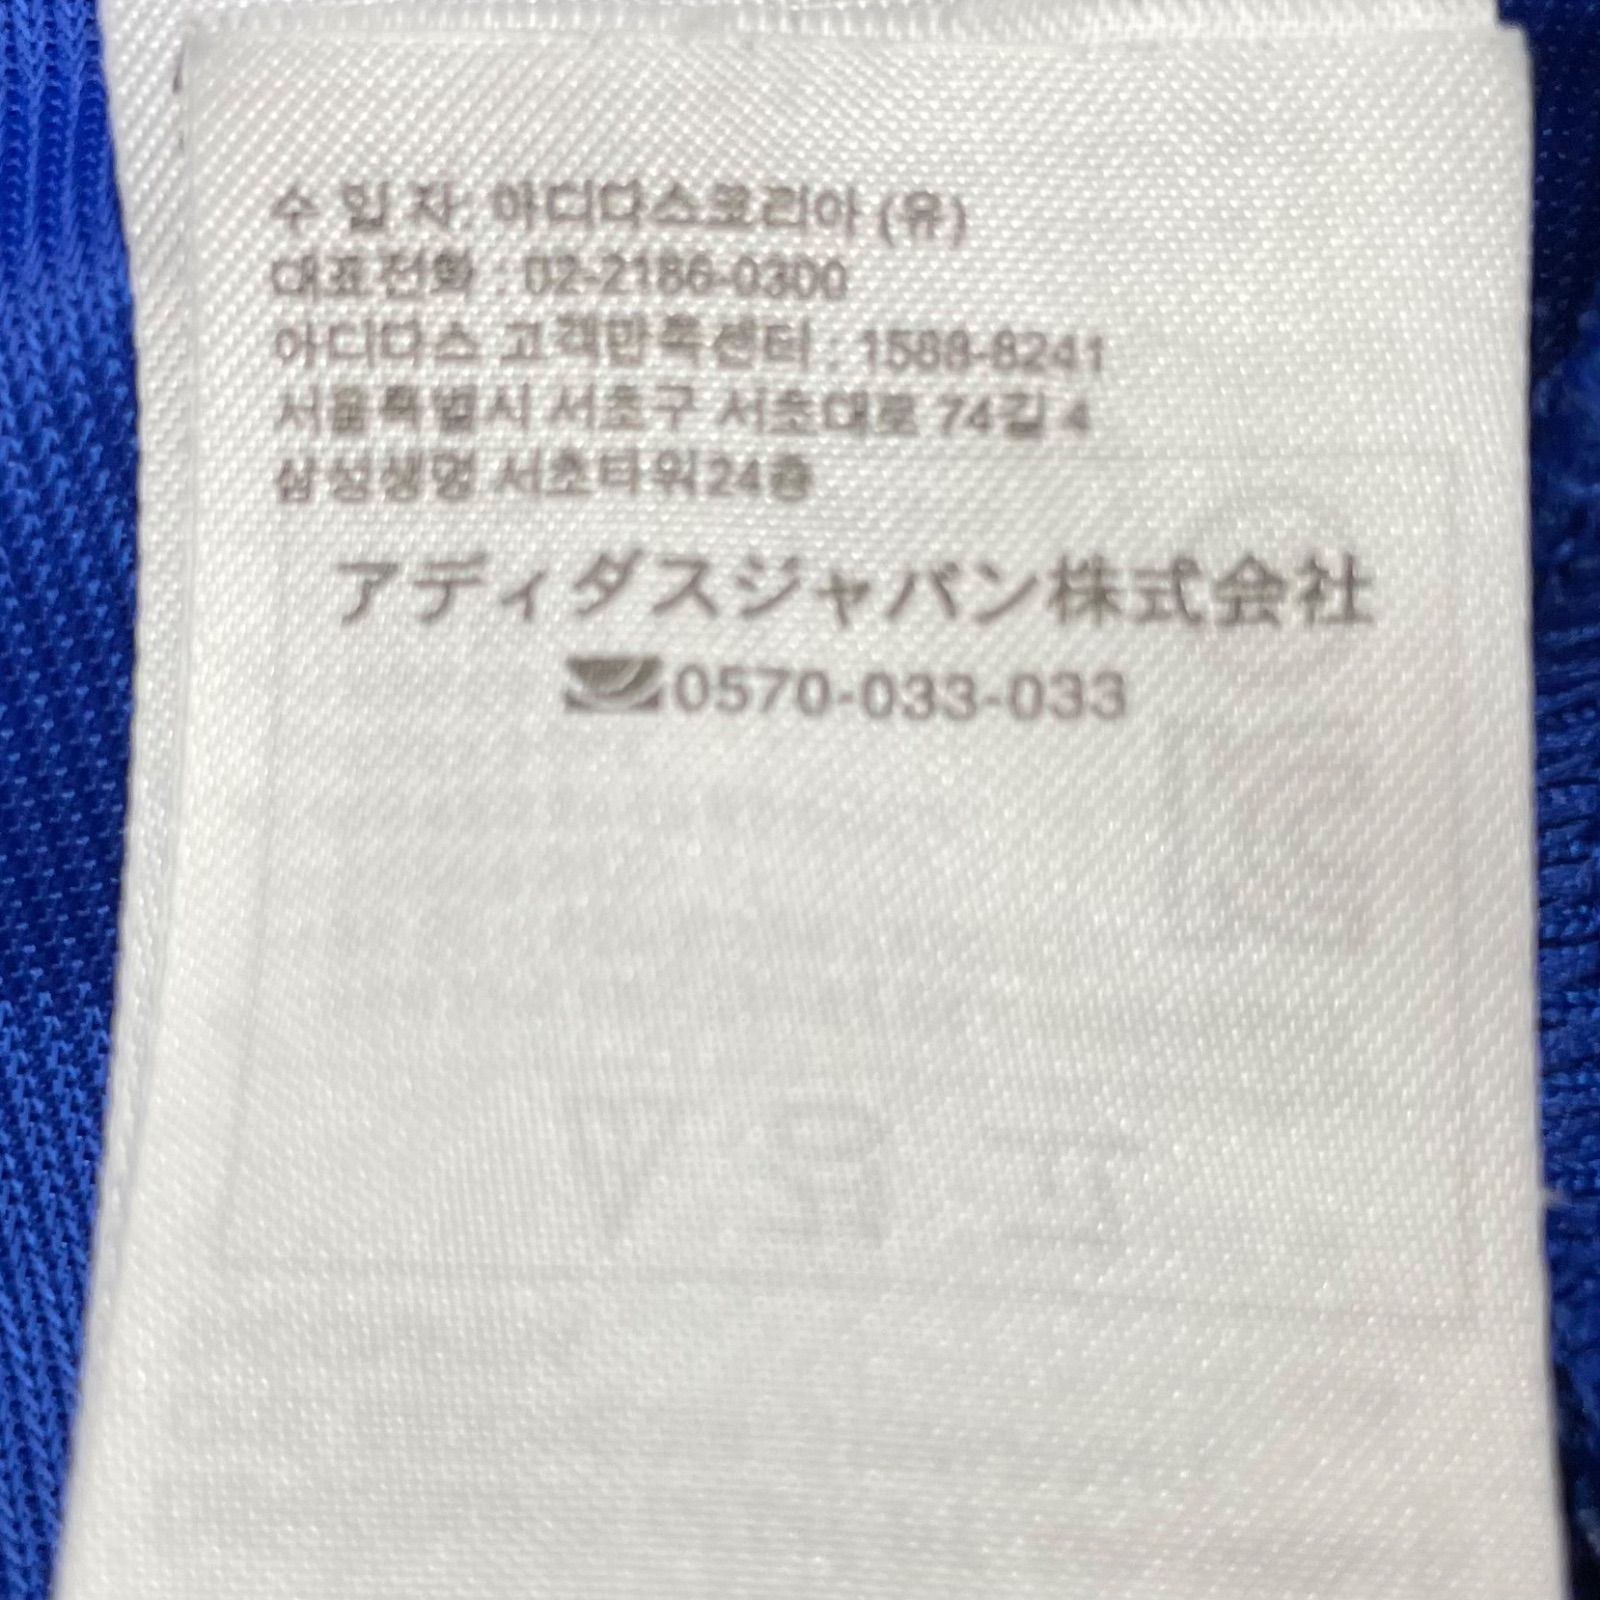 수 입 자: 아디다스코리아 (유)
대표전화 : 02-2186-0300
아디다스 고객만족센터 : 1588-8241
서울특별시 서초구 서초대로 74길 4
삼성생명 서초타워24층
アディダスジャパン株式会社
0570-033-033